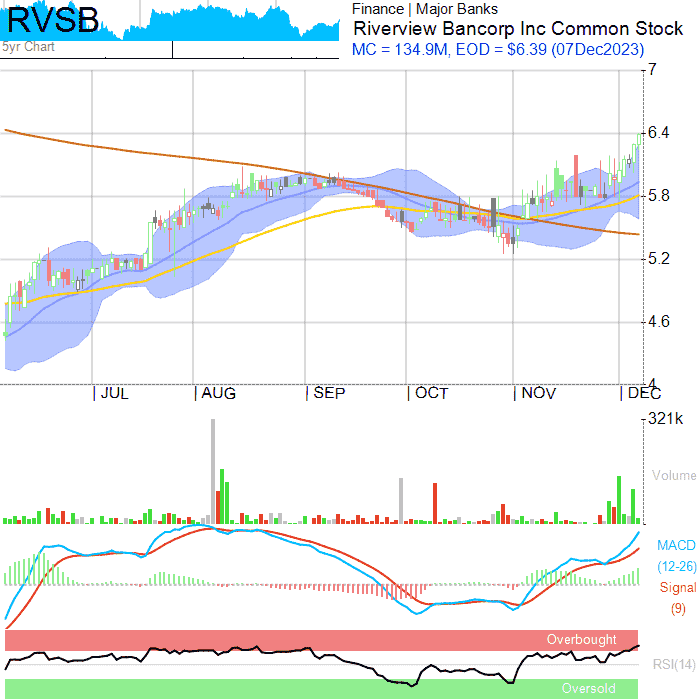 RVSB
5yr Chart
Finance | Major Banks
Riverview Bancorp Inc Common Stock
MC = 134.9M, EOD = $6.39 (07Dec2023)
7
6.4
5.8
5.2
4.6
4
JUL AUG SEP OCT NOV DEC
321k
Volume
MACD
(12-26)
Signal
(9)
Overbought
RSI(14)
Oversold